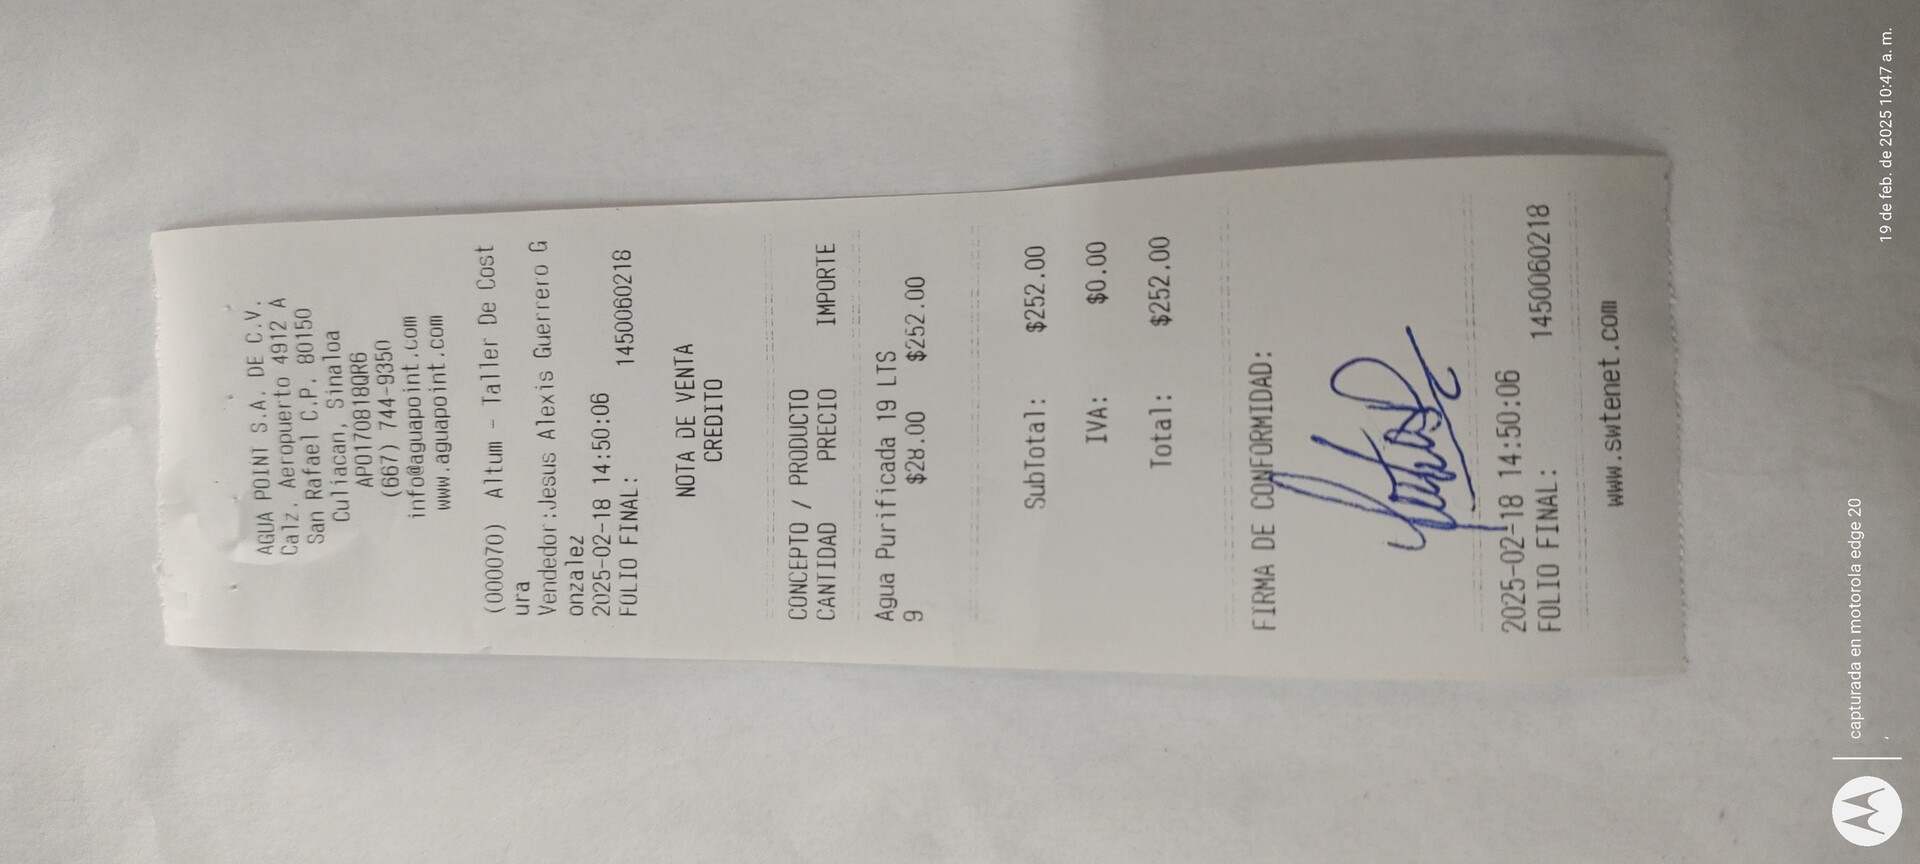 AGUA POINT S.A. DE C.V.
Calz. Aeropuerto 4912 A
San Rafael C.P. 80150
Culiacan, Sinaloa
APO170818QR6
(667) 744-9350
info@aguapoint.com
www.aguapoint.com
(000070) Altum - Taller De Cost
ura
Vendedor:Jesus Alexis Guerrero G
onzalez
2025-02-18 14:50:06
FOLIO FINAL: 1450060218
NOTA DE VENTA
CREDITO
CONCEPTO / PRODUCTO
CANTIDAD PRECIO IMPORTE
Agua Purificada 19 LTS
9 $28.00 $252.00
SubTotal: $252.00
IVA: $0.00
Total: $252.00
FIRMA DE CONFORMIDAD:
2025-02-18 14:50:06
FOLIO FINAL: 1450060218
www.swtenet.com
capturada en motorola edge 20
19 de feb. de 2025 10:47 a. m.